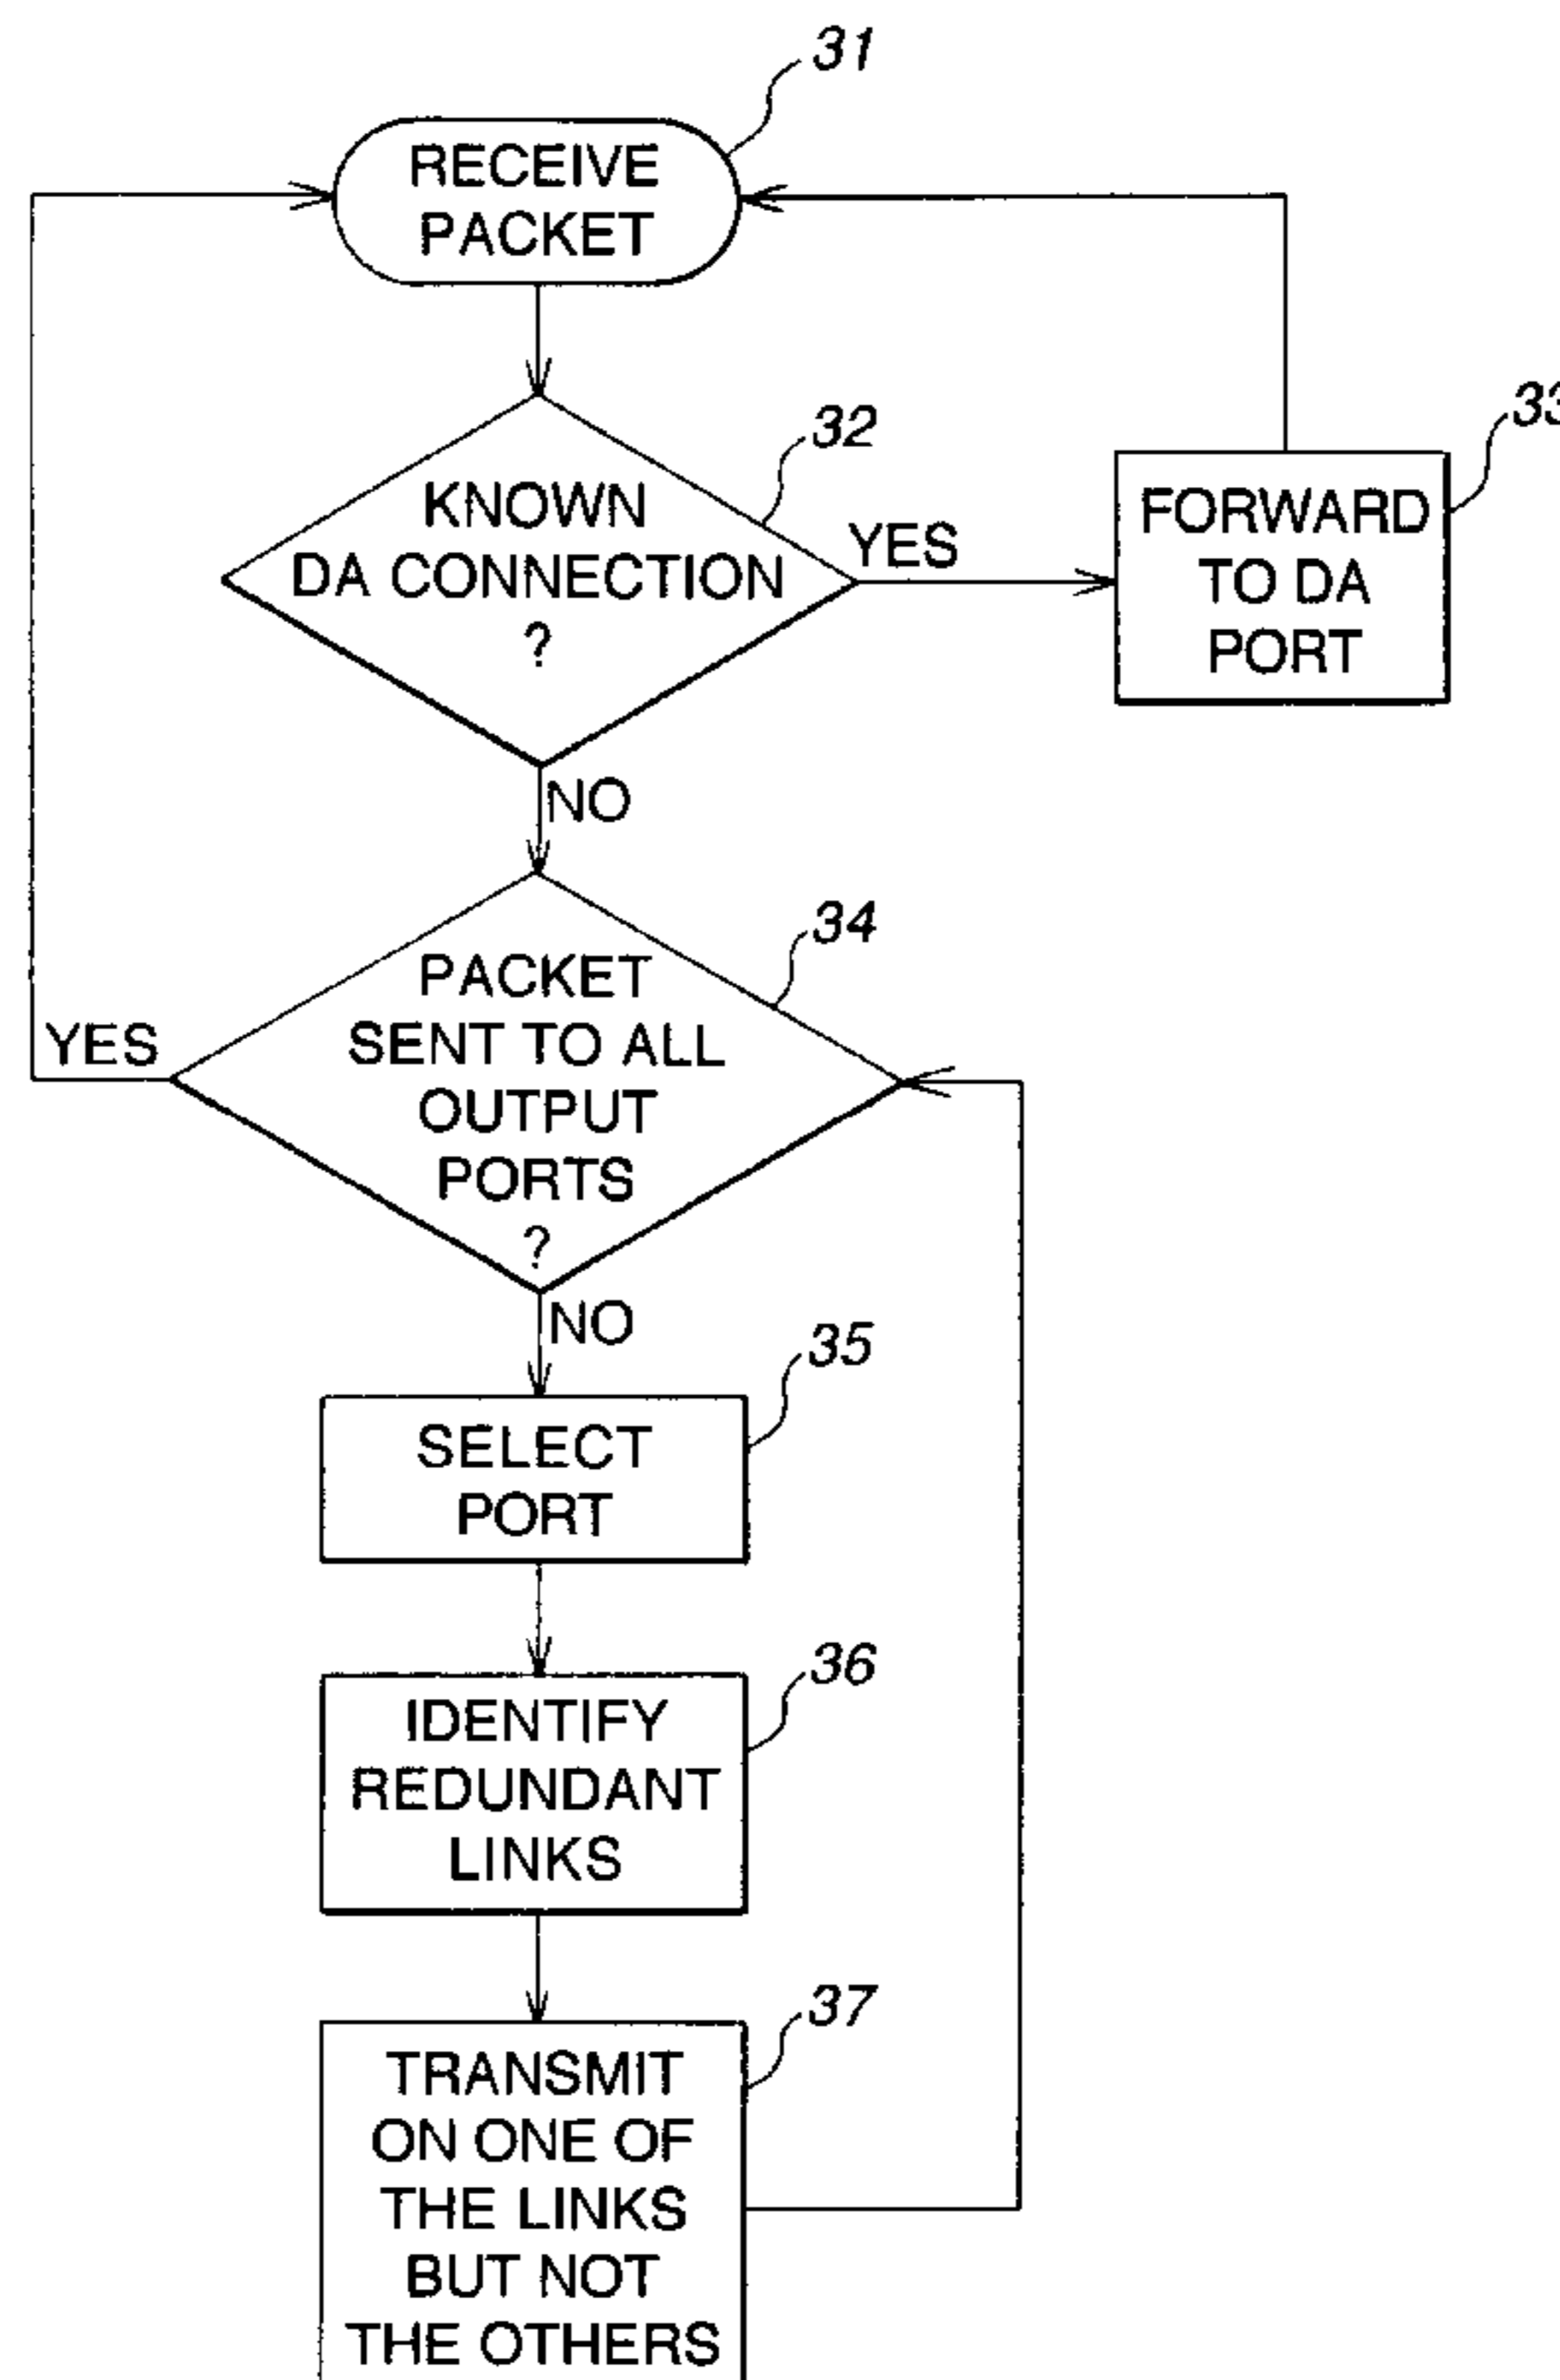 31
RECEIVE
PACKET
32
KNOWN
DA CONNECTION
?
YES
33
FORWARD
TO DA
PORT
NO
34
PACKET
SENT TO ALL
OUTPUT
PORTS
?
YES
NO
35
SELECT
PORT
36
IDENTIFY
REDUNDANT
LINKS
37
TRANSMIT
ON ONE OF
THE LINKS
BUT NOT
THE OTHERS